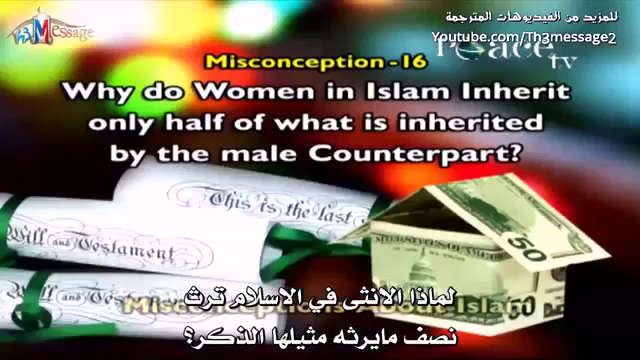 Th3Message
للمزيد من الفيديوهات المترجمة
Youtube.com/Th3message2
peace
tv
Misconception -16
Why do Women in Islam Inherit
only half of what is inherited
by the male Counterpart?
This is the last
Will and Testament
50
Misconceptions About Islam
لماذا الانثى في الاسلام ترث
نصف مايرثه مثيلها الذكر؟